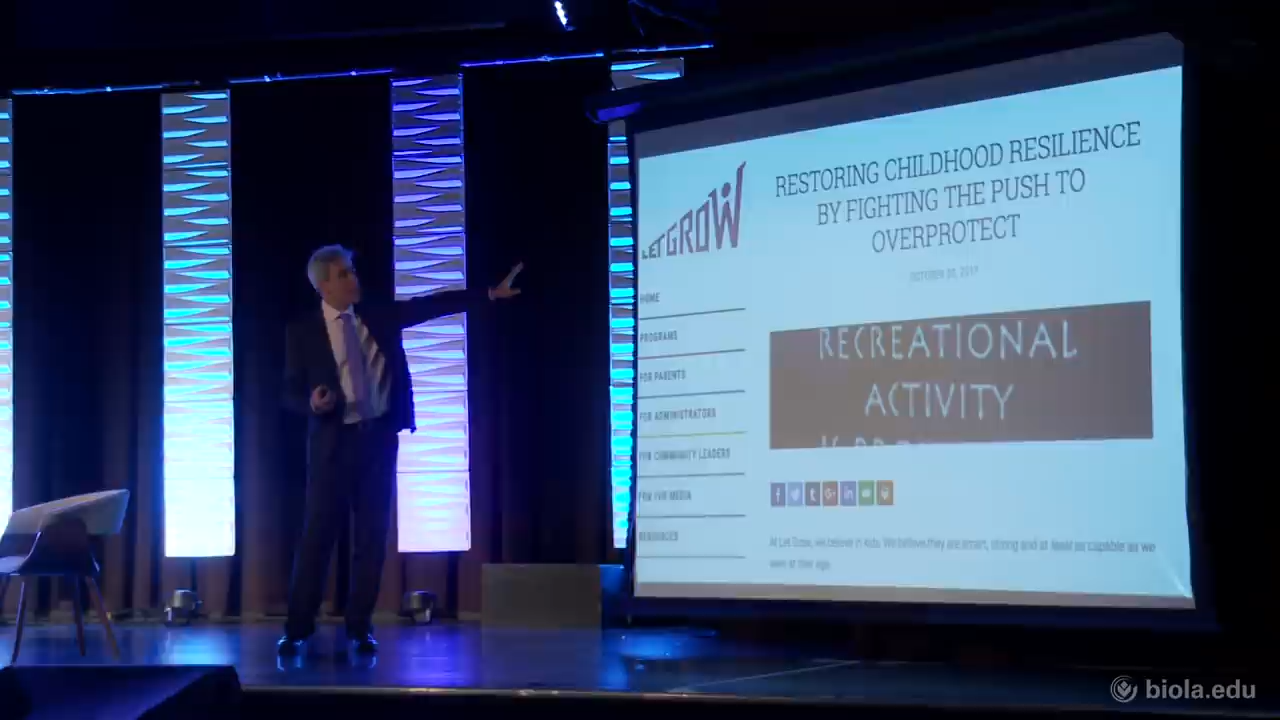 LET GROW
RESTORING CHILDHOOD RESILIENCE
BY FIGHTING THE PUSH TO
OVERPROTECT
HOME
PROGRAMS
FOR PARENTS
FOR ADMINISTRATORS
FOR COMMUNITY LEADERS
FOR THE MEDIA
RESOURCES
RECREATIONAL
ACTIVITY
IS
At Let Grow, we believe in kids. We believe they are smart, strong and at least as capable as we
were at their age.
biola.edu